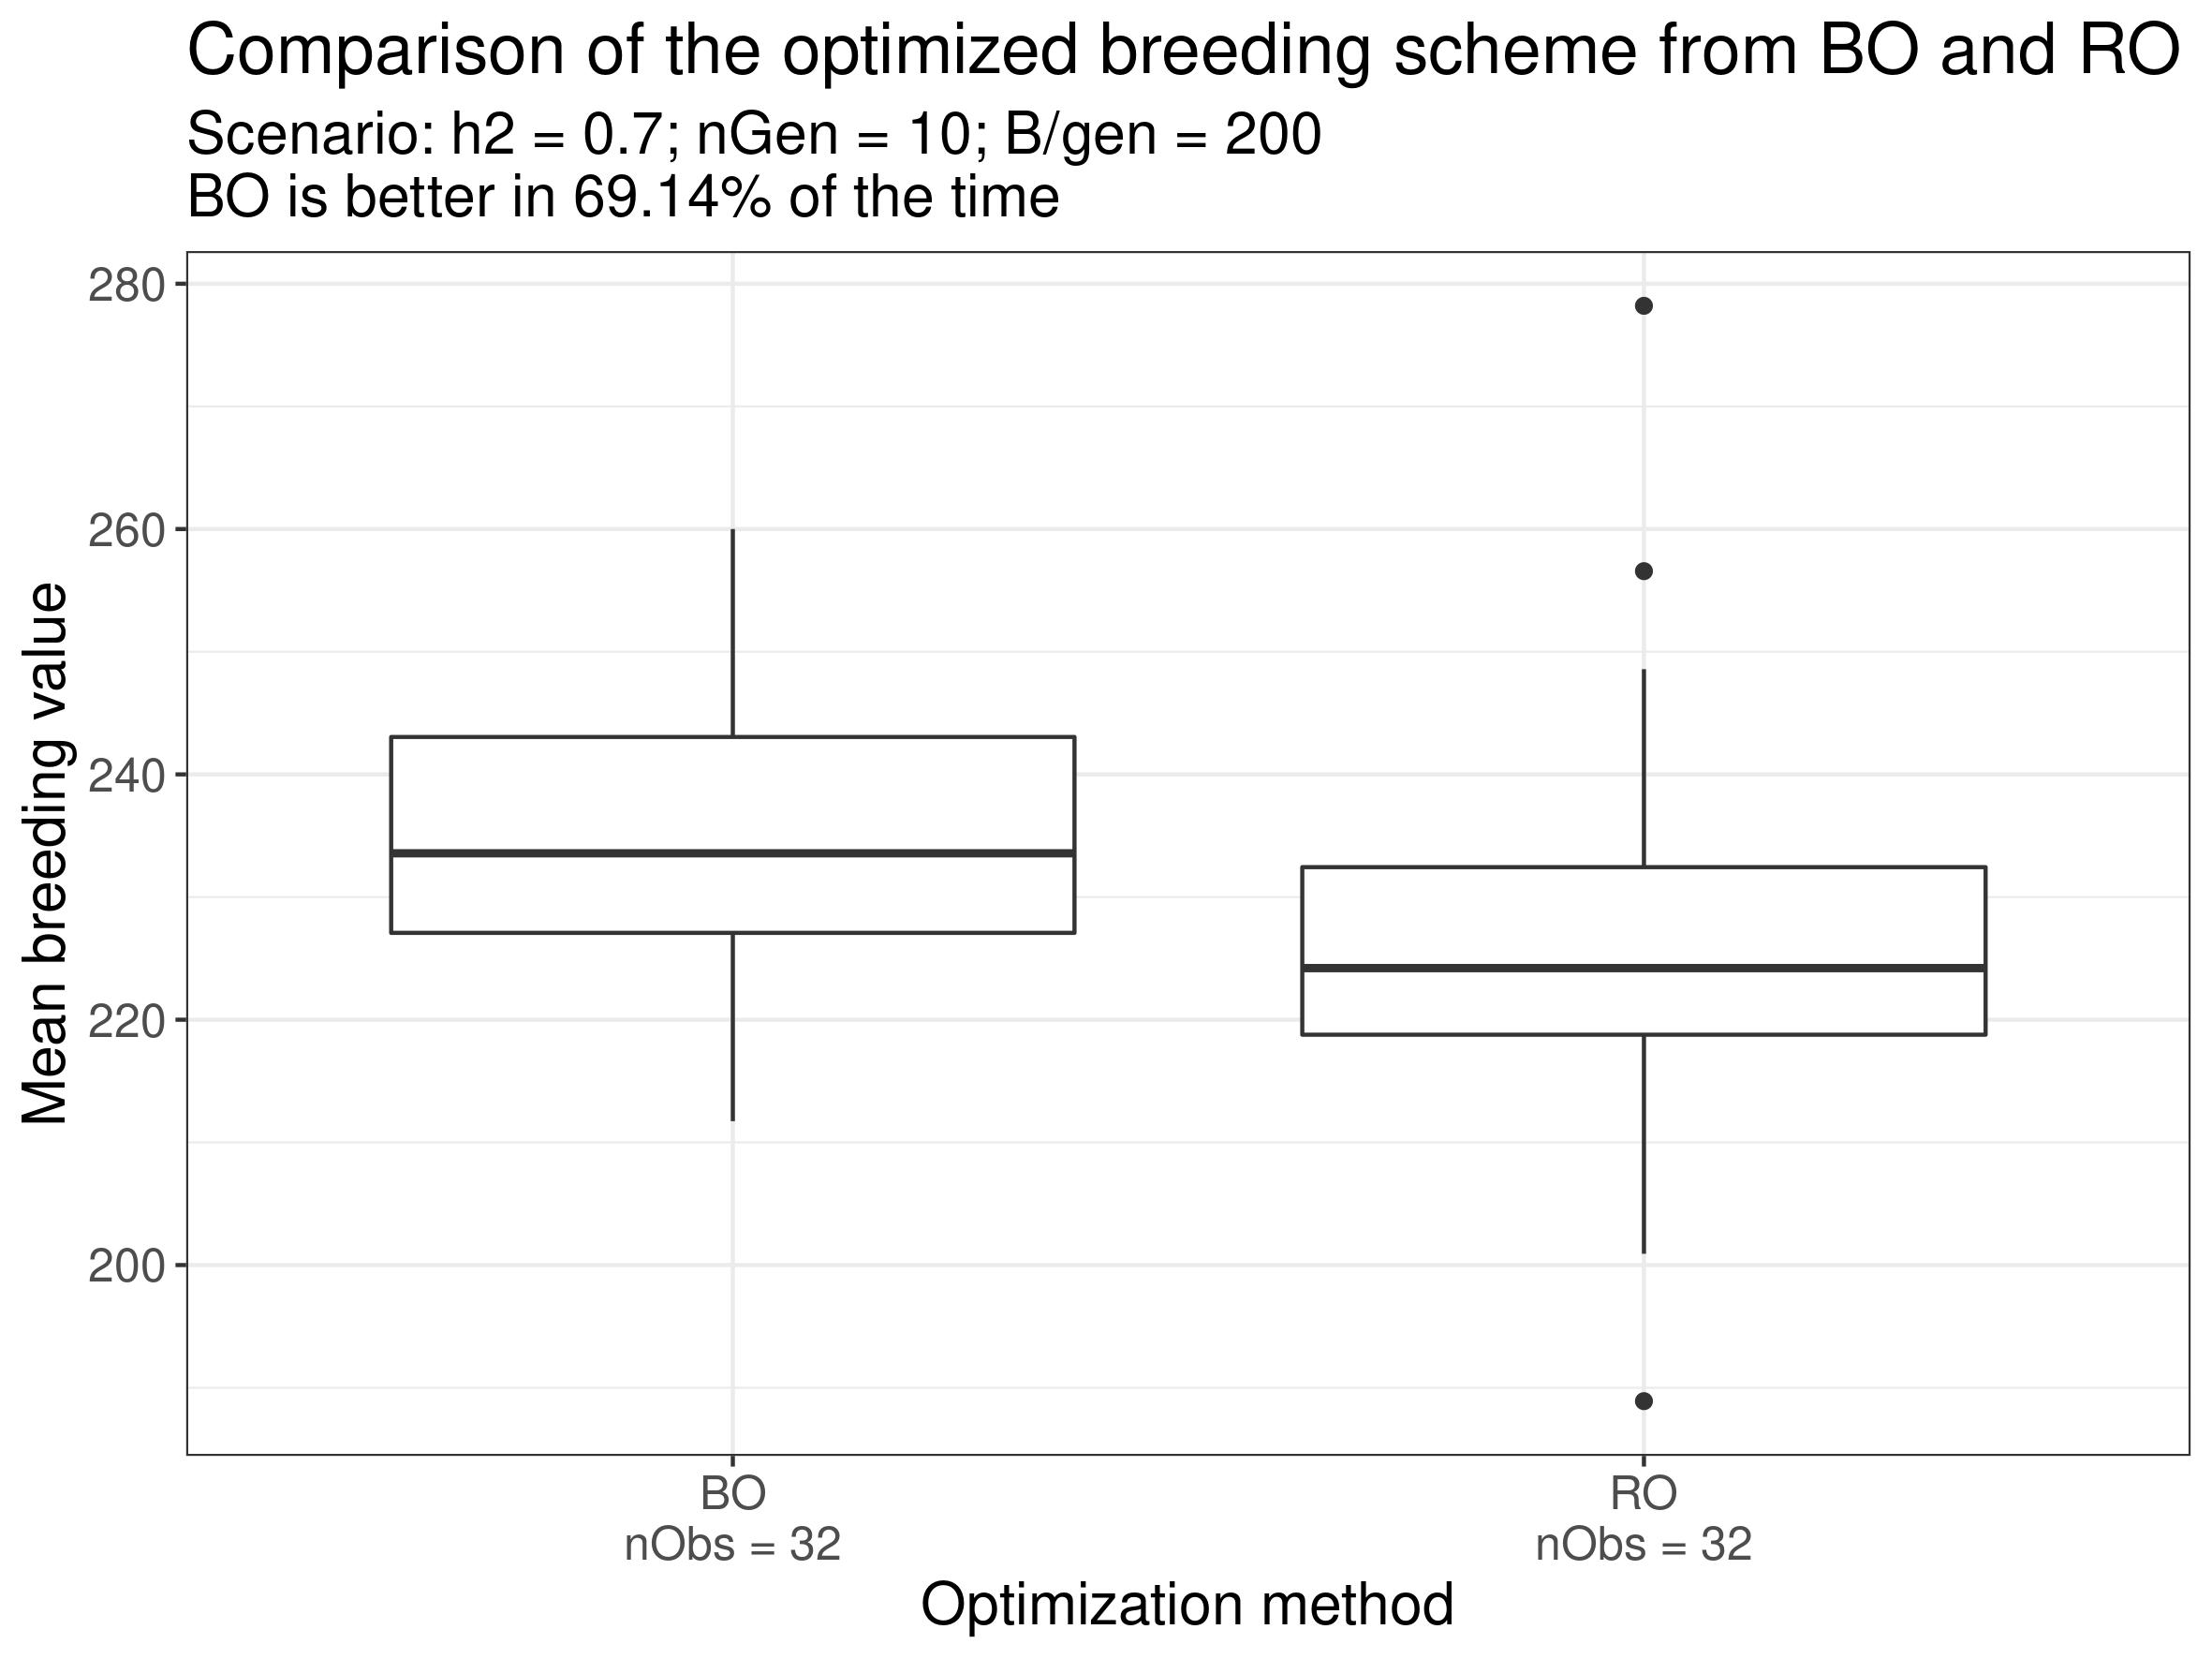 Comparison of the optimized breeding scheme from BO and RO
Scenario: h2 = 0.7; nGen = 10; B/gen = 200
BO is better in 69.14% of the time
280
260
240
220
200
Mean breeding value
BO
nObs = 32
RO
nObs = 32
Optimization method